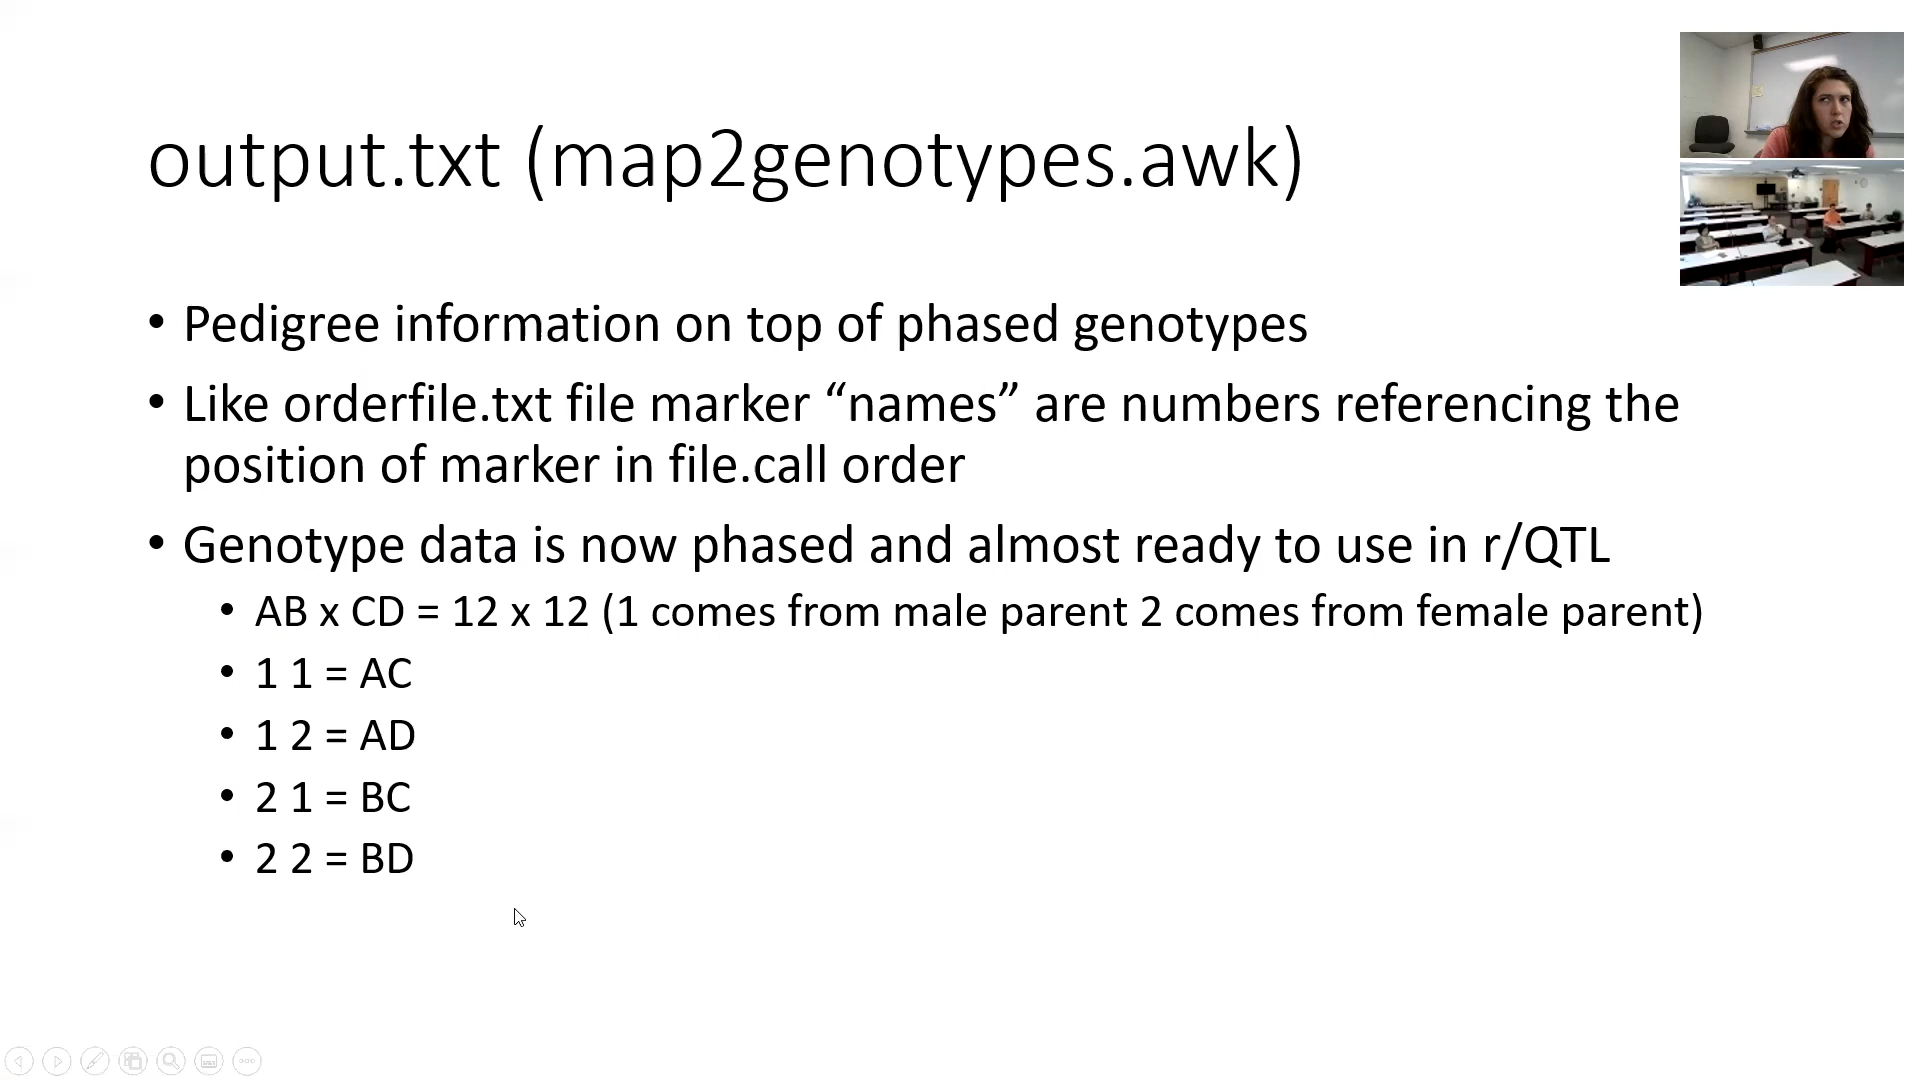 output.txt (map2genotypes.awk)
• Pedigree information on top of phased genotypes
• Like orderfile.txt file marker “names” are numbers referencing the
position of marker in file.call order
• Genotype data is now phased and almost ready to use in r/QTL
• AB x CD = 12 x 12 (1 comes from male parent 2 comes from female parent)
• 1 1 = AC
• 1 2 = AD
• 2 1 = BC
• 2 2 = BD